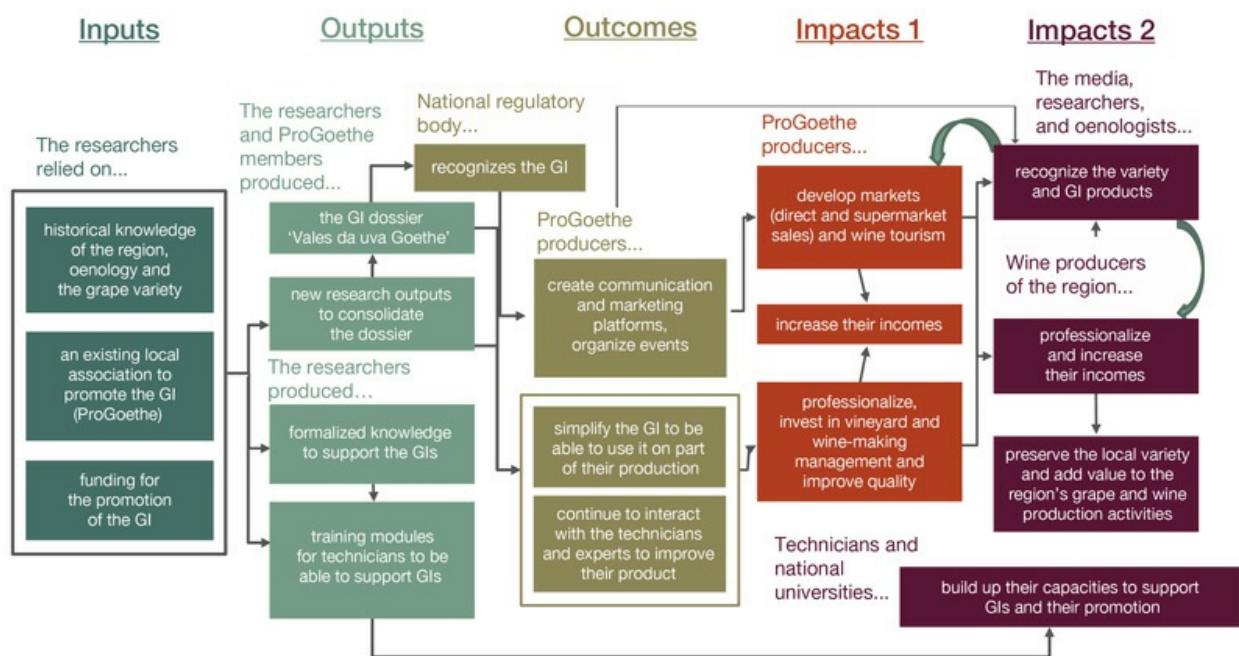 Inputs
Outputs
Outcomes
Impacts 1
Impacts 2
The researchers
relied on...
historical knowledge
of the region,
oenology and
the grape variety
an existing local
association to
promote the GI
(ProGoethe)
funding for
the promotion
of the GI
The researchers
and ProGoethe
members
produced...
the GI dossier
‘Vales da uva Goethe’
new research outputs
to consolidate
the dossier
The researchers
produced...
formalized knowledge
to support the GIs
training modules
for technicians to be
able to support GIs
National regulatory
body...
recognizes the GI
ProGoethe
producers...
create communication
and marketing
platforms,
organize events
simplify the GI to be
able to use it on part
of their production
continue to interact
with the technicians
and experts to improve
their product
ProGoethe
producers...
develop markets
(direct and supermarket
sales) and wine tourism
increase their incomes
professionalize,
invest in vineyard and
wine-making
management and
improve quality
The media,
researchers,
and oenologists...
recognize the variety
and GI products
Wine producers
of the region...
professionalize
and increase
their incomes
preserve the local variety
and add value to the
region's grape and wine
production activities
Technicians and
national
universities...
build up their capacities to support
GIs and their promotion